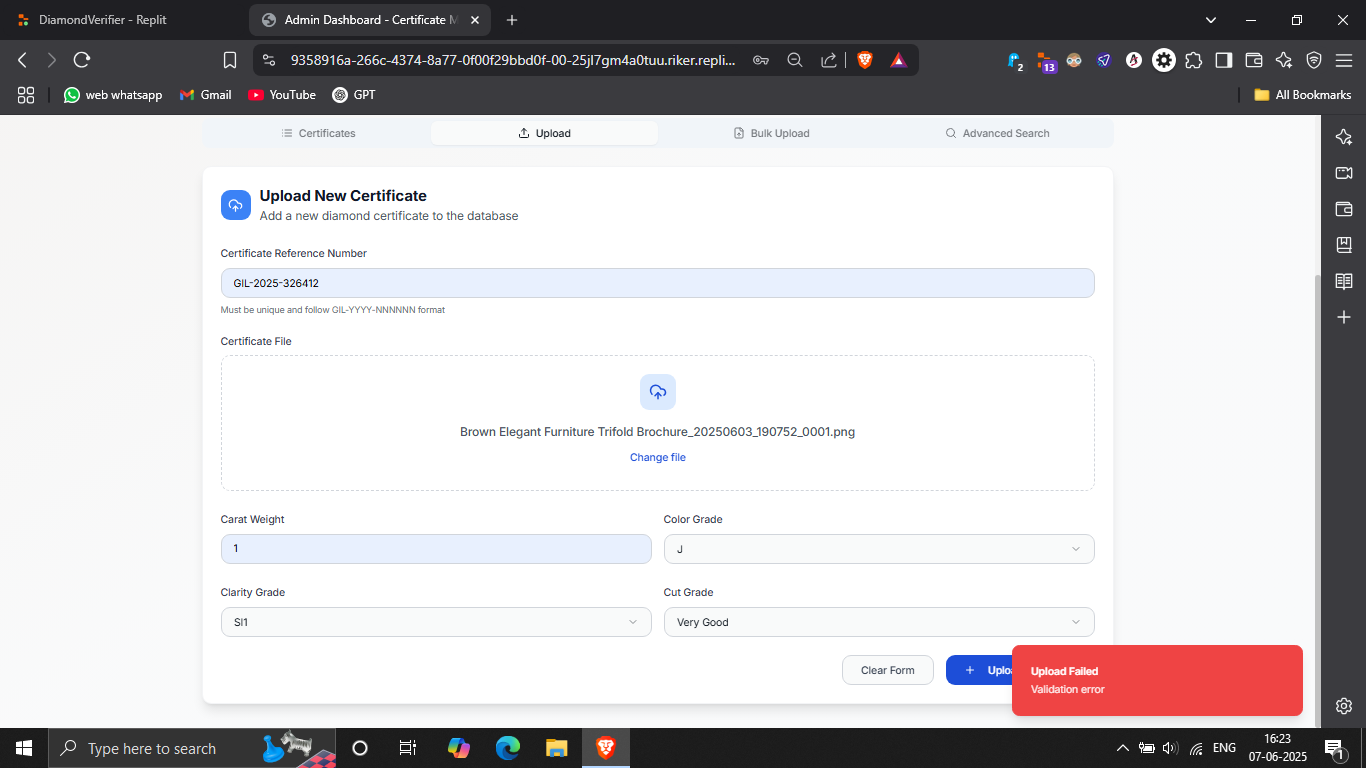 DiamondVerifier - Replit
Admin Dashboard - Certificate M
9358916a-266c-4374-8a77-0f00f29bbd0f-00-25jl7gm4a0tuu.riker.repli...
2
13
web whatsapp
Gmail
YouTube
GPT
All Bookmarks
Certificates
Upload
Bulk Upload
Advanced Search
Upload New Certificate
Add a new diamond certificate to the database
Certificate Reference Number
GIL-2025-326412
Must be unique and follow GIL-YYYY-NNNNNN format
Certificate File
Brown Elegant Furniture Trifold Brochure_20250603_190752_0001.png
Change file
Carat Weight
Color Grade
1
J
Clarity Grade
Cut Grade
SI1
Very Good
Clear Form
Uplo
Upload Failed
Validation error
Type here to search
ENG
16:23
07-06-2025
1